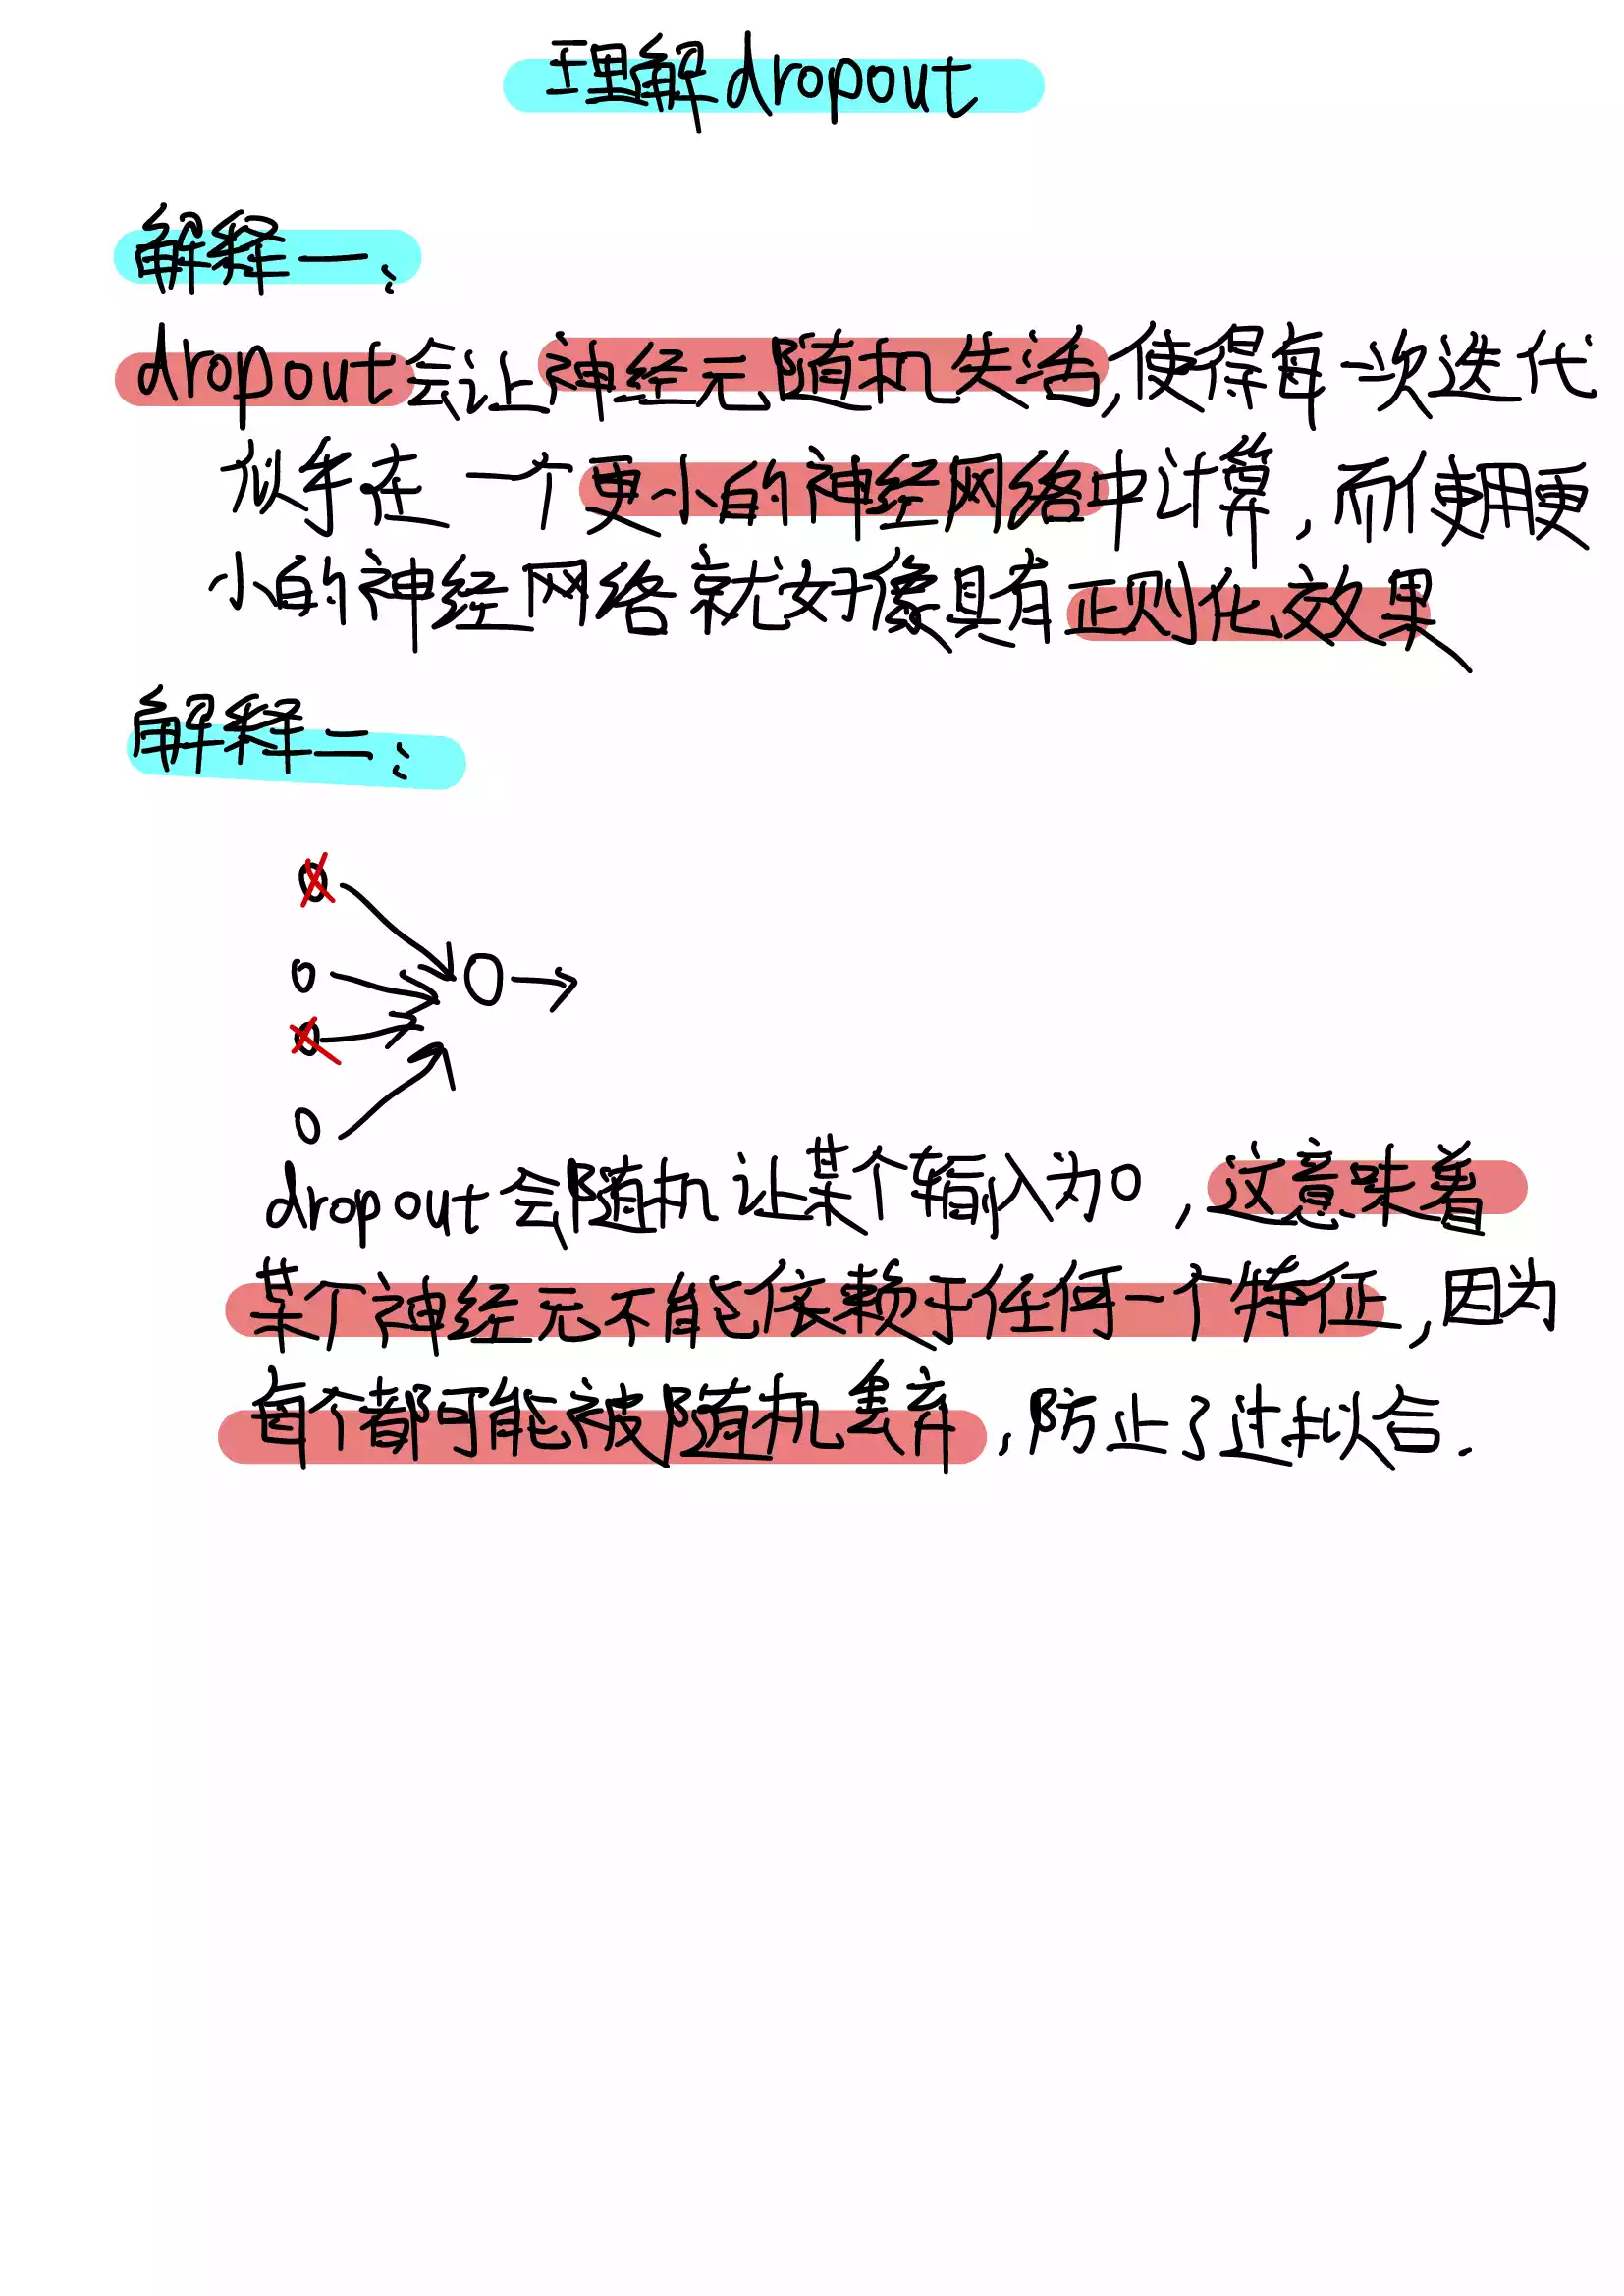 理解dropout
解释一:
dropout会让神经元随机失活,使得每一次迭代
似乎在一个更小的神经网络中计算,而使用更
小的神经网络就好像具有正则化效果
解释二:
dropout会随机让某个输入为0,这意味着
某个神经元不能依赖于任何一个特征,因为
每个都可能被随机丢弃,防止了过拟合.